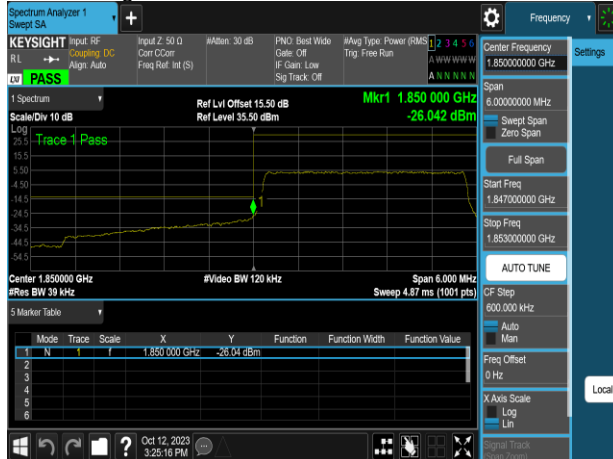 Spectrum Analyzer 1
Swept SA
Frequency
KEYSIGHT
RL
PASS
Input: RF
Coupling: DC
Align: Auto
Input Z: 50 Ω
Corr CCorr
Freq Ref: Int (S)
#Atten: 30 dB
PNO: Best Wide
Gate: Off
IF Gain: Low
Sig Track: Off
#Avg Type: Power (RMS
Trig: Free Run
1 2 3 4 5 6
A W W W W W
A N N N N N
1 Spectrum
Scale/Div 10 dB
Ref Lvl Offset 15.50 dB
Ref Level 35.50 dBm
Mkr1 1.850 000 GHz
-26.042 dBm
Log
Trace 1 Pass
25.5
15.5
5.50
-4.50
-14.5
-24.5
-34.5
-44.5
-54.5
1
Center 1.850000 GHz
#Res BW 39 kHz
#Video BW 120 kHz
Span 6.000 MHz
Sweep 4.87 ms (1001 pts)
5 Marker Table
Mode Trace Scale X Y Function Function Width Function Value
1 N 1 f 1.850 000 GHz -26.04 dBm
2
3
4
5
6
Oct 12, 2023
3:25:16 PM
Center Frequency
1.850000000 GHz
Span
6.00000000 MHz
Swept Span
Zero Span
Full Span
Start Freq
1.847000000 GHz
Stop Freq
1.853000000 GHz
AUTO TUNE
CF Step
600.000 kHz
Auto
Man
Freq Offset
0 Hz
X Axis Scale
Log
Lin
Signal Track
(Span Zoom)
Settings
Local